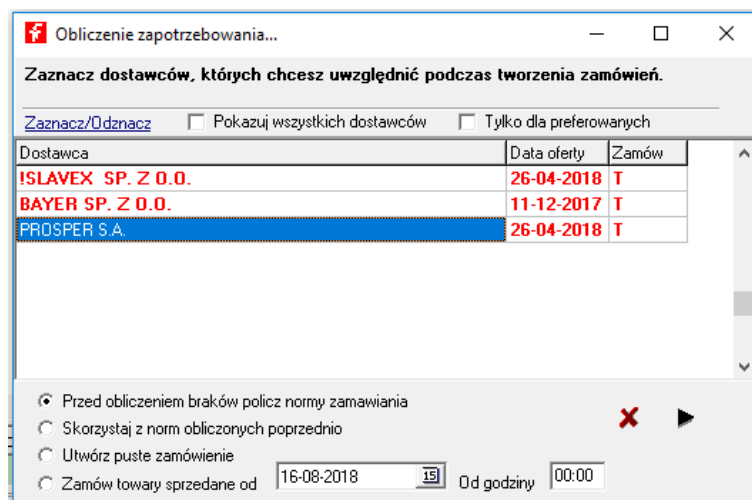 Obliczenie zapotrzebowania...
Zaznacz dostawców, których chcesz uwzględnić podczas tworzenia zamówień.
Zaznacz/Odznacz Pokazuj wszystkich dostawców Tylko dla preferowanych
Dostawca Data oferty Zamów
!SLAVEX SP. Z O.O. 26-04-2018 T
BAYER SP. Z O.O. 11-12-2017 T
PROSPER S.A. 26-04-2018 T
Przed obliczeniem braków policz normy zamawiania
Skorzystaj z norm obliczonych poprzednio
Utwórz puste zamówienie
Zamów towary sprzedane od 16-08-2018 15 Od godziny 00:00